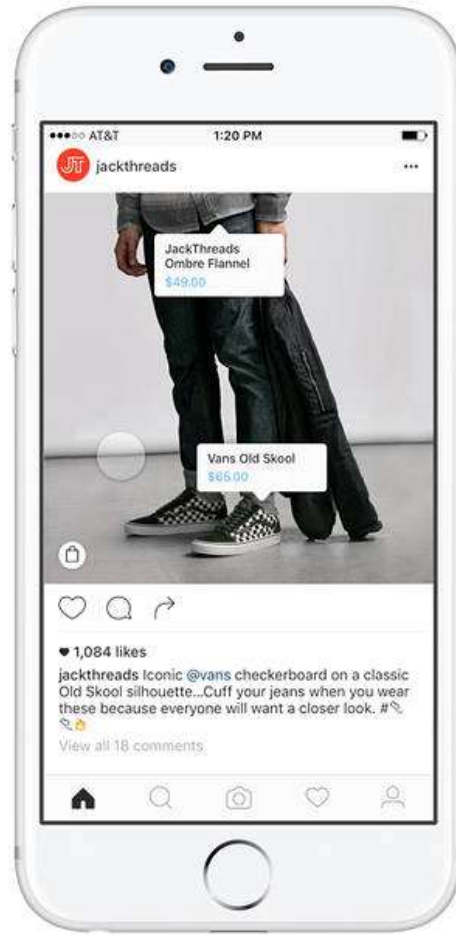 AT&T 1:20 PM
JT jackthreads
JackThreads
Ombre Flannel
$49.00
Vans Old Skool
$65.00
1,084 likes
jackthreads Iconic @vans checkerboard on a classic
Old Skool silhouette...Cuff your jeans when you wear
these because everyone will want a closer look. #
View all 18 comments